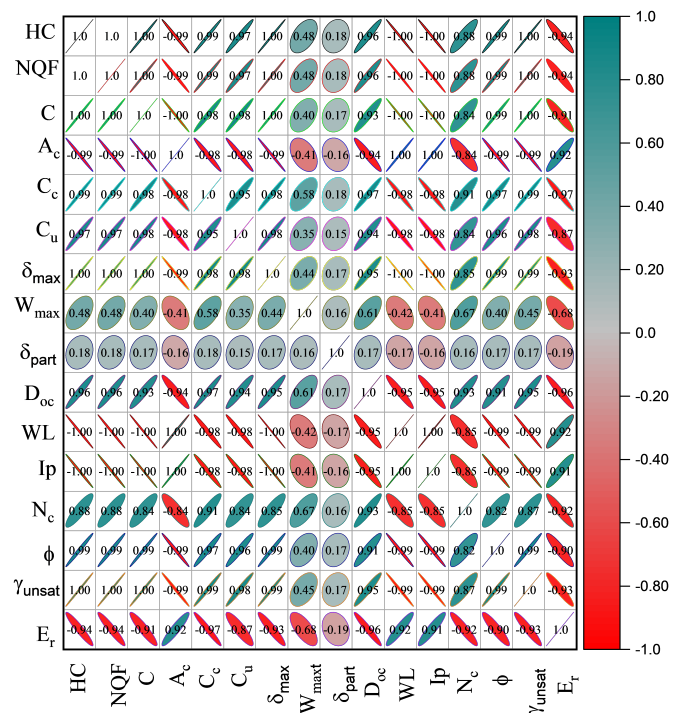 HC 1.0 1.0 1.00 -0.99 0.99 0.97 1.00 0.48 0.18 0.96 -1.00 -1.00 0.88 0.99 1.00 -0.94
NQF 1.0 1.0 1.00 -0.99 0.99 0.97 1.00 0.48 0.18 0.96 -1.00 -1.00 0.88 0.99 1.00 -0.94
C 1.00 1.00 1.0 -1.00 0.98 0.98 1.00 0.40 0.17 0.93 -1.00 -1.00 0.84 0.99 1.00 -0.91
Ac -0.99 -0.99 -1.00 1.0 -0.98 -0.98 -0.99 -0.41 -0.16 -0.94 1.00 1.00 -0.84 -0.99 -0.99 0.92
Cc 0.99 0.99 0.98 -0.98 1.0 0.95 0.98 0.58 0.18 0.97 -0.98 -0.98 0.91 0.97 0.99 -0.97
Cu 0.97 0.97 0.98 -0.98 0.95 1.0 0.98 0.35 0.15 0.94 -0.98 -0.98 0.84 0.96 0.98 -0.87
δmax 1.00 1.00 1.00 -0.99 0.98 0.98 1.0 0.44 0.17 0.95 -1.00 -1.00 0.85 0.99 0.99 -0.93
Wmax 0.48 0.48 0.40 -0.41 0.58 0.35 0.44 1.0 0.16 0.61 -0.42 -0.41 0.67 0.40 0.45 -0.68
δpart 0.18 0.18 0.17 -0.16 0.18 0.15 0.17 0.16 1.0 0.17 -0.17 -0.16 0.16 0.17 0.17 -0.19
Doc 0.96 0.96 0.93 -0.94 0.97 0.94 0.95 0.61 0.17 1.0 -0.95 -0.95 0.93 0.91 0.95 -0.96
WL -1.00 -1.00 -1.00 1.00 -0.98 -0.98 -1.00 -0.42 -0.17 -0.95 1.0 1.00 -0.85 -0.99 -0.99 0.92
Ip -1.00 -1.00 -1.00 1.00 -0.98 -0.98 -1.00 -0.41 -0.16 -0.95 1.00 1.0 -0.85 -0.99 -0.99 0.91
Nc 0.88 0.88 0.84 -0.84 0.91 0.84 0.85 0.67 0.16 0.93 -0.85 -0.85 1.0 0.82 0.87 -0.92
ϕ 0.99 0.99 0.99 -0.99 0.97 0.96 0.99 0.40 0.17 0.91 -0.99 -0.99 0.82 1.0 0.99 -0.90
γunsat 1.00 1.00 1.00 -0.99 0.99 0.98 0.99 0.45 0.17 0.95 -0.99 -0.99 0.87 0.99 1.0 -0.93
Er -0.94 -0.94 -0.91 0.92 -0.97 -0.87 -0.93 -0.68 -0.19 -0.96 0.92 0.91 -0.92 -0.90 -0.93 1.0
HC NQF C Ac Cc Cu δmax Wmaxt δpart Doc WL Ip Nc ϕ γunsat Er
1.0
0.80
0.60
0.40
0.20
0.0
-0.20
-0.40
-0.60
-0.80
-1.0